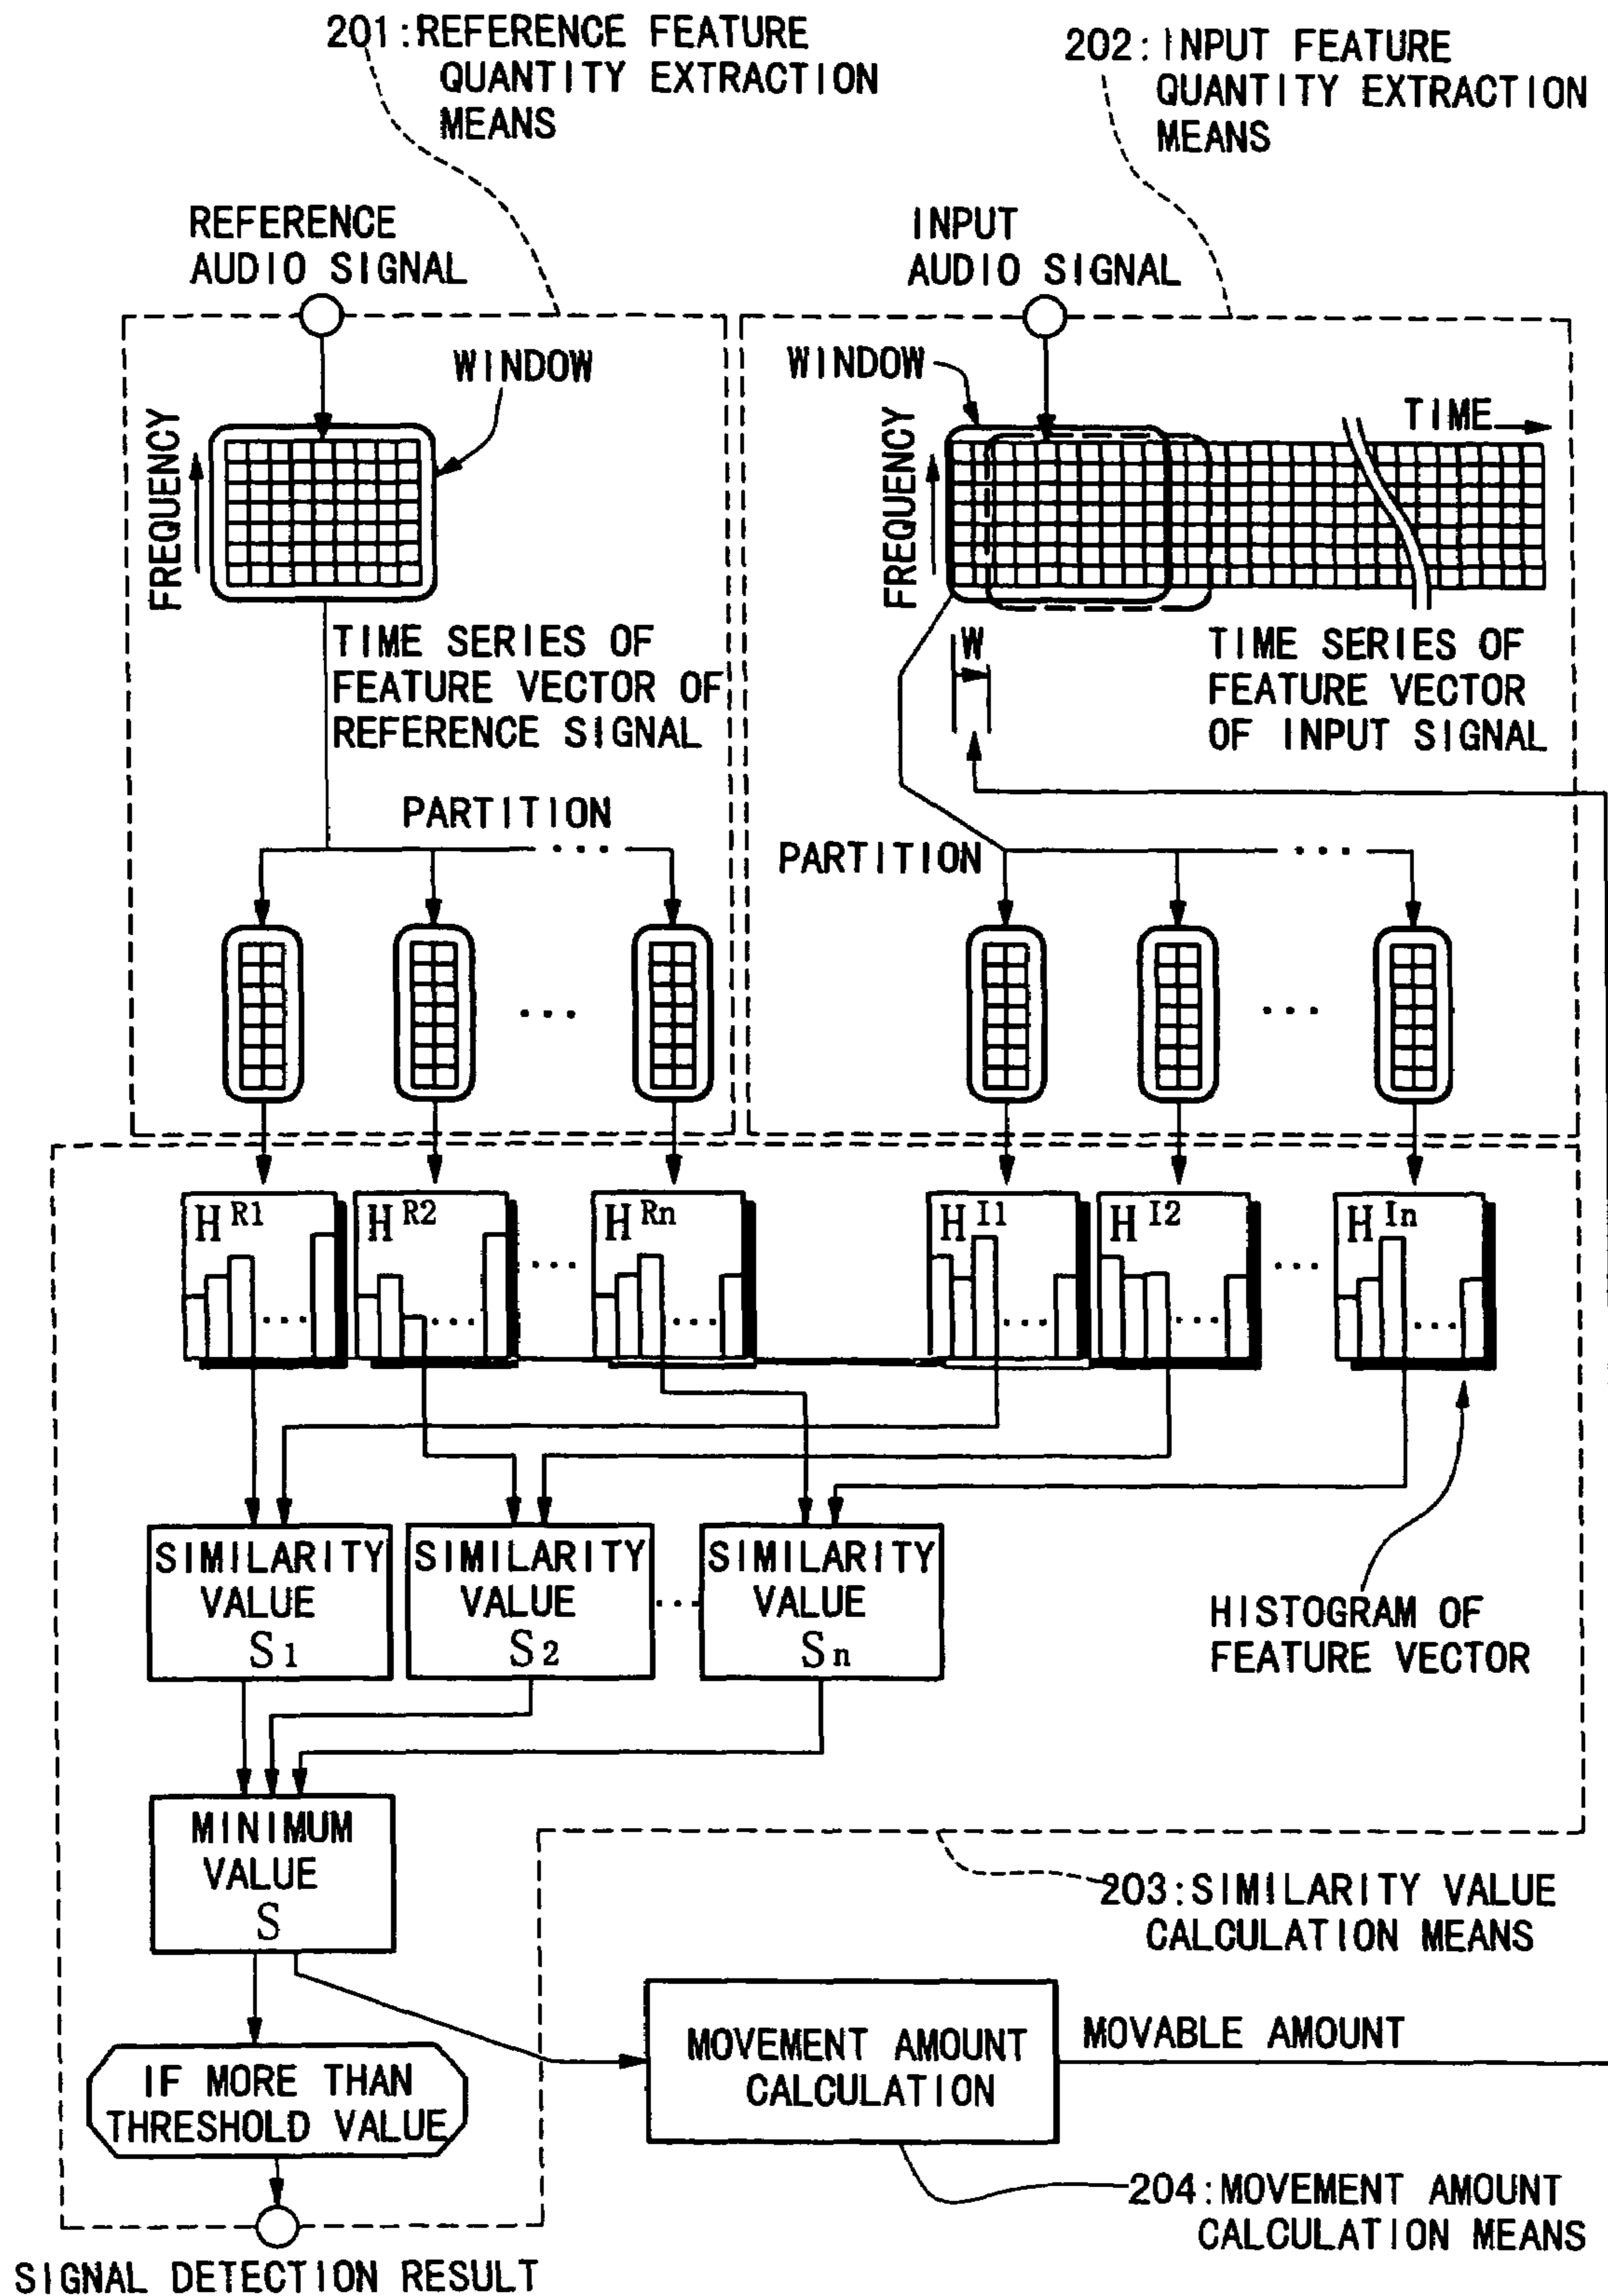 201:REFERENCE FEATURE
QUANTITY EXTRACTION
MEANS
202:INPUT FEATURE
QUANTITY EXTRACTION
MEANS
REFERENCE
AUDIO SIGNAL
INPUT
AUDIO SIGNAL
WINDOW
WINDOW
FREQUENCY
FREQUENCY
TIME
TIME SERIES OF
FEATURE VECTOR OF
REFERENCE SIGNAL
W
TIME SERIES OF
FEATURE VECTOR
OF INPUT SIGNAL
PARTITION
...
PARTITION
...
...
...
H R1
H R2
...
H Rn
H I1
H I2
...
H In
...
...
...
...
...
...
SIMILARITY
VALUE
S1
SIMILARITY
VALUE
S2
...
SIMILARITY
VALUE
Sn
HISTOGRAM OF
FEATURE VECTOR
MINIMUM
VALUE
S
203:SIMILARITY VALUE
CALCULATION MEANS
IF MORE THAN
THRESHOLD VALUE
MOVEMENT AMOUNT
CALCULATION
MOVABLE AMOUNT
204:MOVEMENT AMOUNT
CALCULATION MEANS
SIGNAL DETECTION RESULT